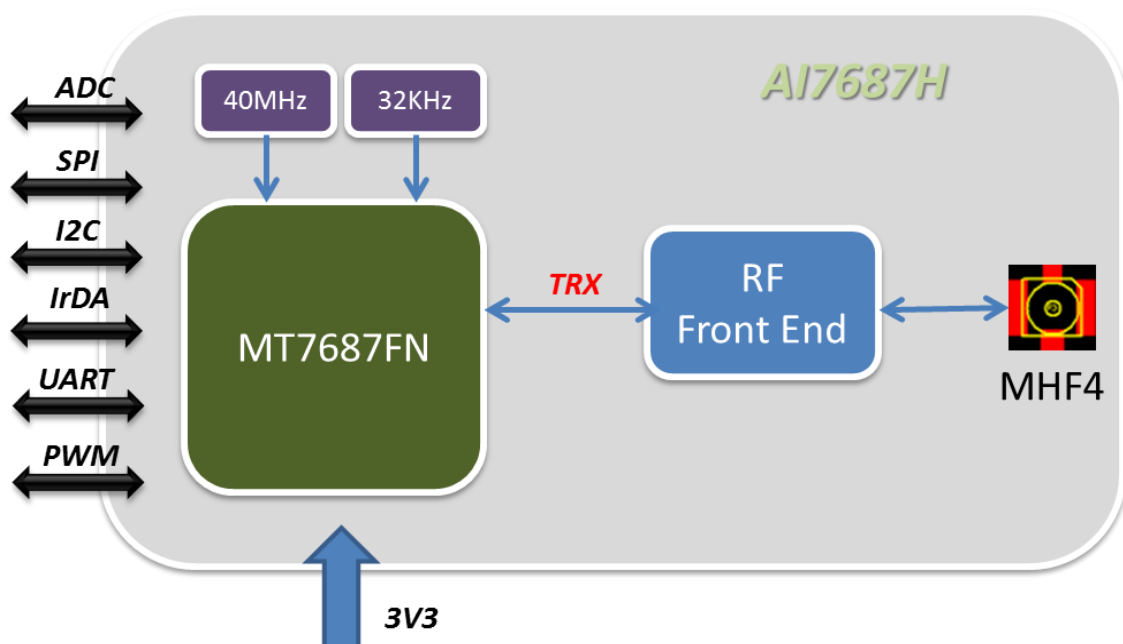 AI7687H
ADC
40MHz
32KHz
SPI
I2C
IrDA
UART
PWM
MT7687FN
TRX
RF
Front End
MHF4
3V3